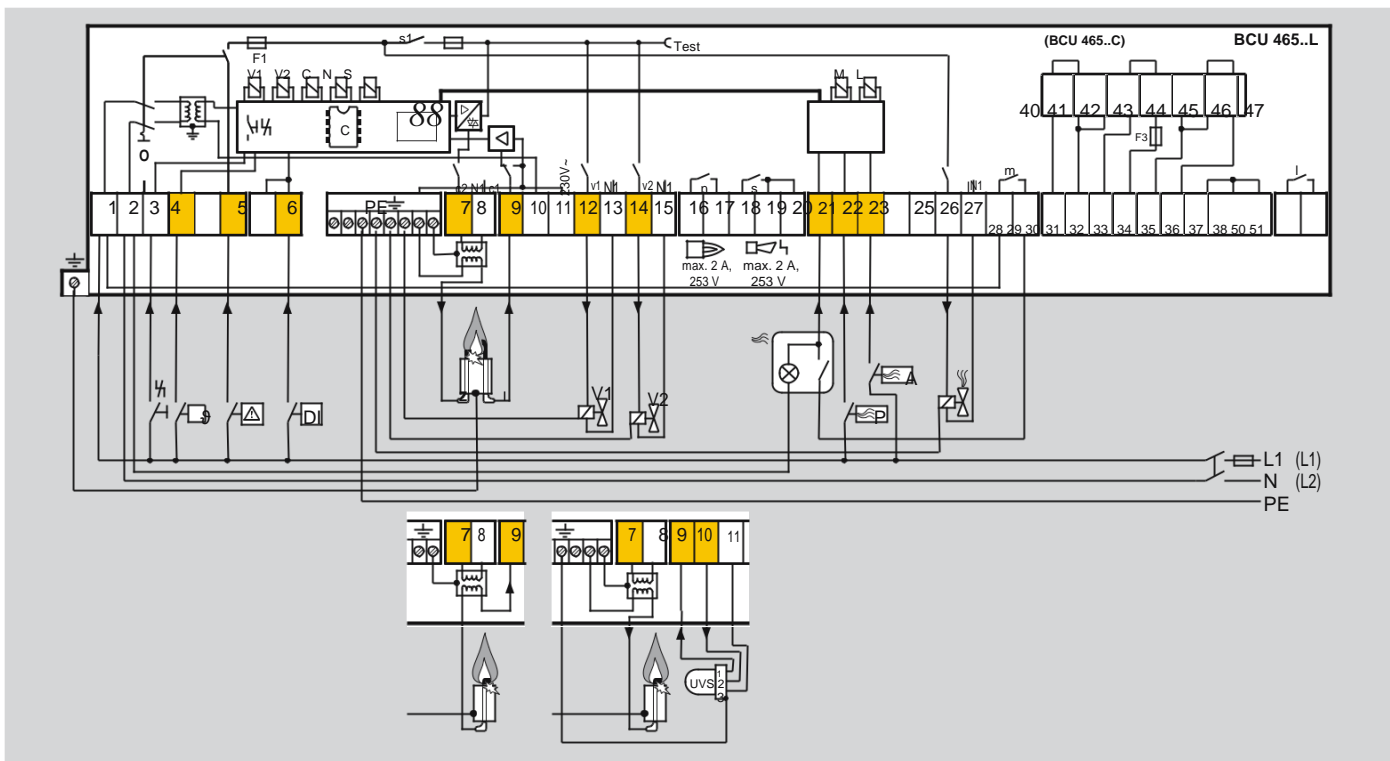 (BCU 465..C) BCU 465..L
s1 Test
F1
V1 V2 C N S M L
C 88
40 41 42 43 44 45 46 47
F3
0
230V~
c2 N1 c1 v1 N1 v2 N1 n s N1 m l
1 2 3 4 5 6 PE 7 8 9 10 11 12 13 14 15 16 17 18 19 20 21 22 23 25 26 27 28 29 30 31 32 33 34 35 36 37 38 50 51
max. 2 A, max. 2 A,
253 V 253 V
V1 V2 A
ϑ DI P
L1 (L1)
N (L2)
PE
7 8 9 7 8 9 10 11
UVS 1
2
3